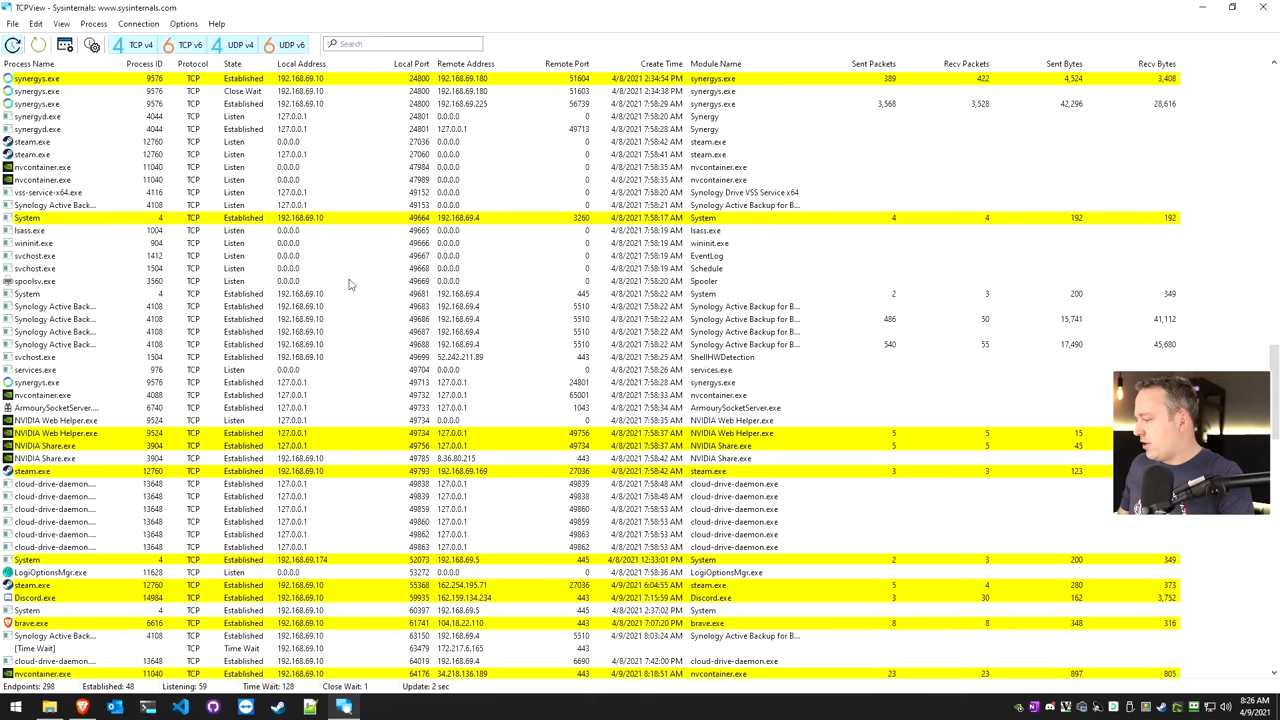 TCPView - Sysinternals: www.sysinternals.com
File Edit View Process Connection Options Help
4 TCP v4 6 TCP v6 4 UDP v4 6 UDP v6 Search
Process Name Process ID Protocol State Local Address Local Port Remote Address Remote Port Create Time Module Name Sent Packets Recv Packets Sent Bytes Recv Bytes
synergys.exe 9576 TCP Established 192.168.69.10 24800 192.168.69.180 51604 4/8/2021 2:34:54 PM synergys.exe 389 422 4,524 3,408
synergys.exe 9576 TCP Close Wait 192.168.69.10 24800 192.168.69.180 51603 4/8/2021 2:34:38 PM synergys.exe
synergys.exe 9576 TCP Established 192.168.69.10 24800 192.168.69.225 56739 4/8/2021 7:58:29 AM synergys.exe 3,568 3,528 42,296 28,616
synergyd.exe 4044 TCP Listen 127.0.0.1 24801 0.0.0.0 0 4/8/2021 7:58:20 AM Synergy
synergyd.exe 4044 TCP Established 127.0.0.1 24801 127.0.0.1 49713 4/8/2021 7:58:28 AM Synergy
steam.exe 12760 TCP Listen 0.0.0.0 27036 0.0.0.0 0 4/8/2021 7:58:42 AM steam.exe
steam.exe 12760 TCP Listen 127.0.0.1 27060 0.0.0.0 0 4/8/2021 7:58:41 AM steam.exe
nvcontainer.exe 11040 TCP Listen 0.0.0.0 47984 0.0.0.0 0 4/8/2021 7:58:35 AM nvcontainer.exe
nvcontainer.exe 11040 TCP Listen 0.0.0.0 47989 0.0.0.0 0 4/8/2021 7:58:35 AM nvcontainer.exe
vss-service-x64.exe 4116 TCP Listen 127.0.0.1 49152 0.0.0.0 0 4/8/2021 7:58:20 AM Synology Drive VSS Service x64
Synology Active Back... 4108 TCP Listen 127.0.0.1 49153 0.0.0.0 0 4/8/2021 7:58:21 AM Synology Active Backup for B...
System 4 TCP Established 192.168.69.10 49664 192.168.69.4 3260 4/8/2021 7:58:17 AM System 4 4 192 192
lsass.exe 1004 TCP Listen 0.0.0.0 49665 0.0.0.0 0 4/8/2021 7:58:19 AM lsass.exe
wininit.exe 904 TCP Listen 0.0.0.0 49666 0.0.0.0 0 4/8/2021 7:58:19 AM wininit.exe
svchost.exe 1412 TCP Listen 0.0.0.0 49667 0.0.0.0 0 4/8/2021 7:58:19 AM EventLog
svchost.exe 1504 TCP Listen 0.0.0.0 49668 0.0.0.0 0 4/8/2021 7:58:19 AM Schedule
spoolsv.exe 3560 TCP Listen 0.0.0.0 49669 0.0.0.0 0 4/8/2021 7:58:20 AM Spooler
System 4 TCP Established 192.168.69.10 49681 192.168.69.4 445 4/8/2021 7:58:22 AM System 2 3 200 349
Synology Active Back... 4108 TCP Established 192.168.69.10 49683 192.168.69.4 5510 4/8/2021 7:58:22 AM Synology Active Backup for B...
Synology Active Back... 4108 TCP Established 192.168.69.10 49686 192.168.69.4 5510 4/8/2021 7:58:22 AM Synology Active Backup for B... 486 50 15,741 41,112
Synology Active Back... 4108 TCP Established 192.168.69.10 49687 192.168.69.4 5510 4/8/2021 7:58:22 AM Synology Active Backup for B...
Synology Active Back... 4108 TCP Established 192.168.69.10 49688 192.168.69.4 5510 4/8/2021 7:58:22 AM Synology Active Backup for B... 540 55 17,490 45,680
svchost.exe 1504 TCP Established 192.168.69.10 49699 52.242.211.89 443 4/8/2021 7:58:25 AM ShellHWDetection
services.exe 976 TCP Listen 0.0.0.0 49704 0.0.0.0 0 4/8/2021 7:58:26 AM services.exe
synergys.exe 9576 TCP Established 127.0.0.1 49713 127.0.0.1 24801 4/8/2021 7:58:28 AM synergys.exe
nvcontainer.exe 4088 TCP Established 127.0.0.1 49732 127.0.0.1 65001 4/8/2021 7:58:33 AM nvcontainer.exe
ArmourySocketServer.... 6740 TCP Established 127.0.0.1 49733 127.0.0.1 1043 4/8/2021 7:58:34 AM ArmourySocketServer.exe
NVIDIA Web Helper.exe 9524 TCP Listen 127.0.0.1 49734 0.0.0.0 0 4/8/2021 7:58:35 AM NVIDIA Web Helper.exe
NVIDIA Web Helper.exe 9524 TCP Established 127.0.0.1 49734 127.0.0.1 49756 4/8/2021 7:58:37 AM NVIDIA Web Helper.exe 5 5 15
NVIDIA Share.exe 3904 TCP Established 127.0.0.1 49756 127.0.0.1 49734 4/8/2021 7:58:37 AM NVIDIA Share.exe 5 5 45
NVIDIA Share.exe 3904 TCP Established 192.168.69.10 49785 8.36.80.215 443 4/8/2021 7:58:42 AM NVIDIA Share.exe
steam.exe 12760 TCP Established 192.168.69.10 49793 192.168.69.169 27036 4/8/2021 7:58:42 AM steam.exe 3 3 123
cloud-drive-daemon.... 13648 TCP Established 127.0.0.1 49838 127.0.0.1 49839 4/8/2021 7:58:48 AM cloud-drive-daemon.exe
cloud-drive-daemon.... 13648 TCP Established 127.0.0.1 49839 127.0.0.1 49838 4/8/2021 7:58:48 AM cloud-drive-daemon.exe
cloud-drive-daemon.... 13648 TCP Established 127.0.0.1 49859 127.0.0.1 49860 4/8/2021 7:58:53 AM cloud-drive-daemon.exe
cloud-drive-daemon.... 13648 TCP Established 127.0.0.1 49860 127.0.0.1 49859 4/8/2021 7:58:53 AM cloud-drive-daemon.exe
cloud-drive-daemon.... 13648 TCP Established 127.0.0.1 49862 127.0.0.1 49863 4/8/2021 7:58:53 AM cloud-drive-daemon.exe
cloud-drive-daemon.... 13648 TCP Established 127.0.0.1 49863 127.0.0.1 49862 4/8/2021 7:58:53 AM cloud-drive-daemon.exe
System 4 TCP Established 192.168.69.174 52073 192.168.69.5 445 4/8/2021 12:33:01 PM System 2 3 200 349
LogiOptionsMgr.exe 11628 TCP Listen 0.0.0.0 53272 0.0.0.0 0 4/8/2021 7:58:36 AM LogiOptionsMgr.exe
steam.exe 12760 TCP Established 192.168.69.10 55368 162.254.195.71 27036 4/9/2021 6:04:55 AM steam.exe 5 4 280 373
Discord.exe 14984 TCP Established 192.168.69.10 59935 162.159.134.234 443 4/9/2021 7:15:59 AM Discord.exe 3 30 162 3,752
System 4 TCP Established 192.168.69.10 60397 192.168.69.5 445 4/8/2021 2:37:02 PM System
brave.exe 6616 TCP Established 192.168.69.10 61741 104.18.22.110 443 4/8/2021 7:07:20 PM brave.exe 8 8 348 316
Synology Active Back... 4108 TCP Established 192.168.69.10 63150 192.168.69.4 5510 4/9/2021 8:03:24 AM Synology Active Backup for B...
[Time Wait] TCP Time Wait 192.168.69.10 63479 172.217.6.165 443
cloud-drive-daemon.... 13648 TCP Established 192.168.69.10 64019 192.168.69.4 6690 4/8/2021 7:42:00 PM cloud-drive-daemon.exe
nvcontainer.exe 11040 TCP Established 192.168.69.10 64176 34.218.136.189 443 4/9/2021 8:18:51 AM nvcontainer.exe 23 23 897 805
Endpoints: 298 Established: 48 Listening: 59 Time Wait: 128 Close Wait: 1 Update: 2 sec
8:26 AM
4/9/2021